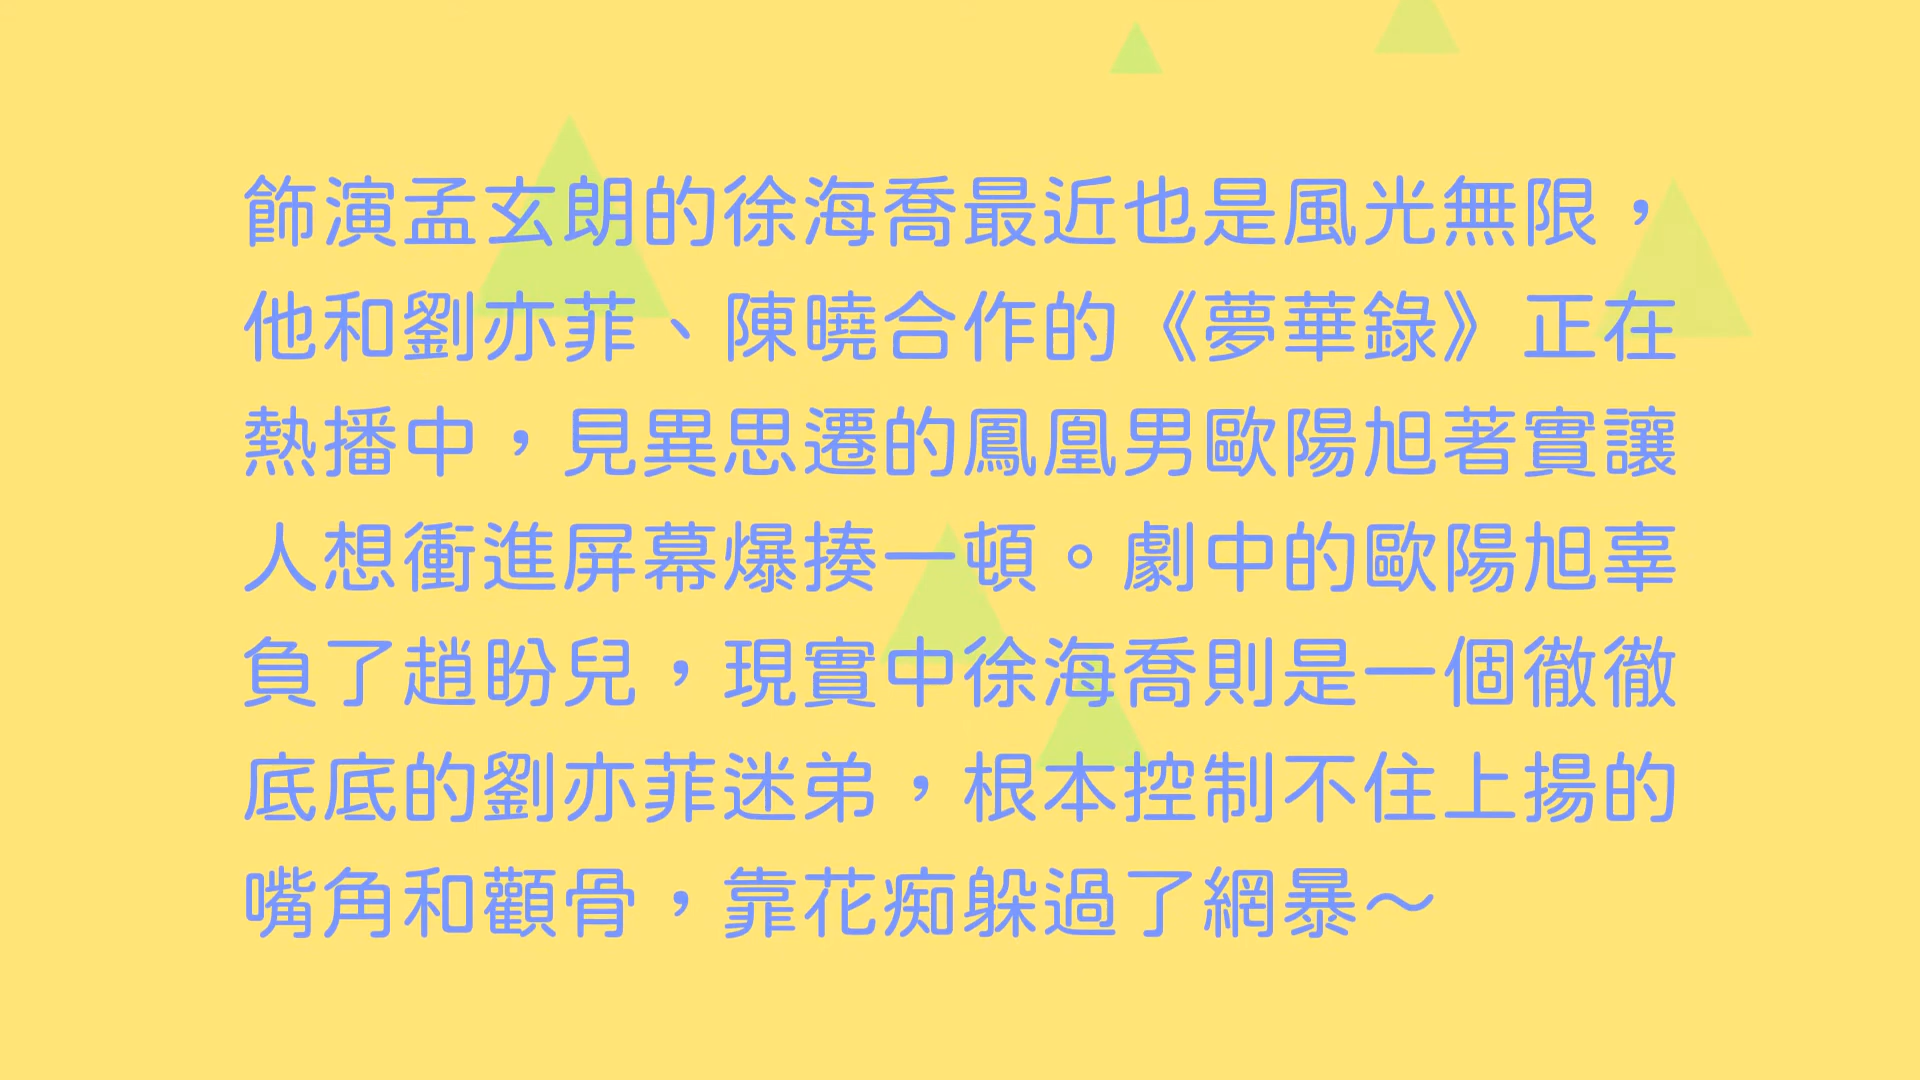 飾演孟玄朗的徐海喬最近也是風光無限，
他和劉亦菲、陳曉合作的《夢華錄》正在
熱播中，見異思遷的鳳凰男歐陽旭著實讓
人想衝進屏幕爆揍一頓。劇中的歐陽旭辜
負了趙盼兒，現實中徐海喬則是一個徹徹
底底的劉亦菲迷弟，根本控制不住上揚的
嘴角和顴骨，靠花痴躲過了網暴～